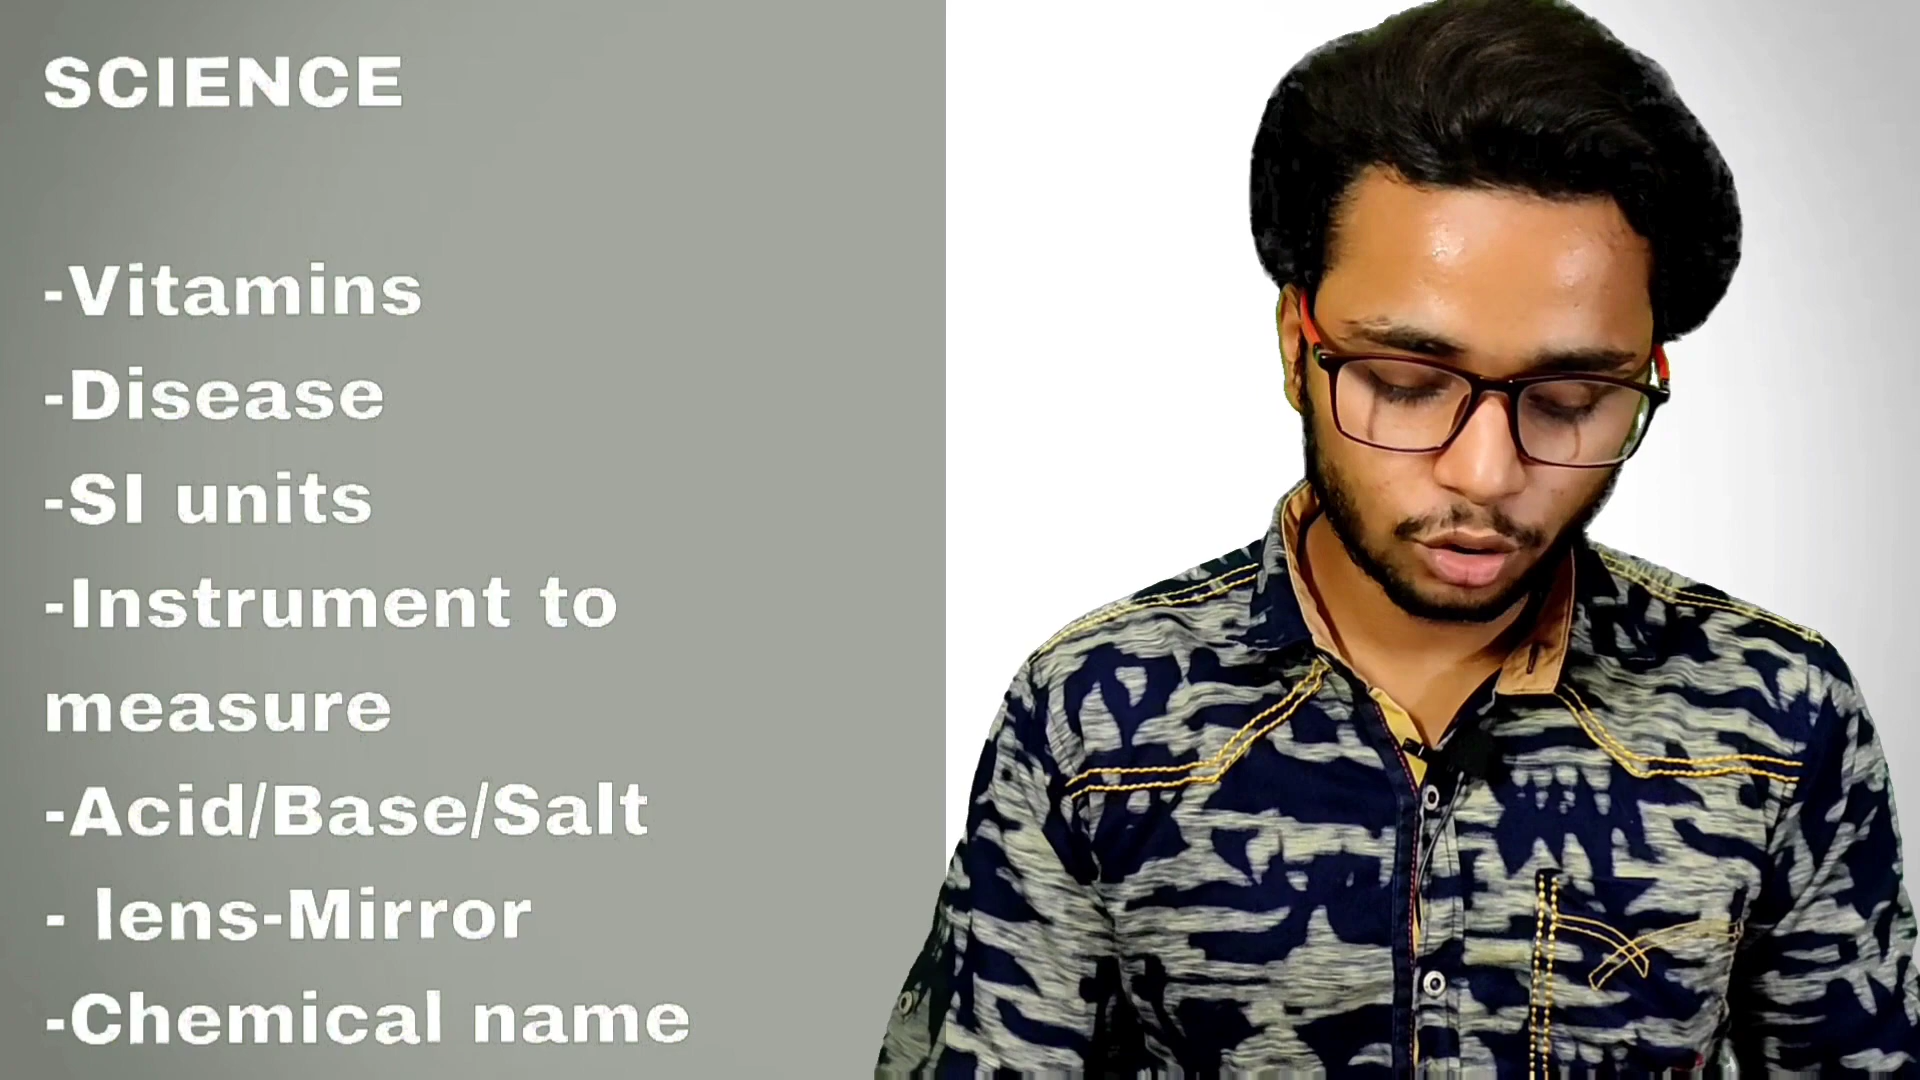 SCIENCE
-Vitamins
-Disease
-SI units
-Instrument to
measure
-Acid/Base/Salt
- lens-Mirror
-Chemical name